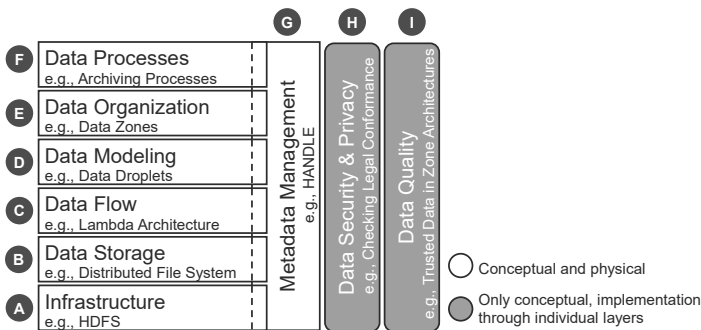 G
H
I
F
Data Processes
e.g., Archiving Processes
E
Data Organization
e.g., Data Zones
D
Data Modeling
e.g., Data Droplets
C
Data Flow
e.g., Lambda Architecture
B
Data Storage
e.g., Distributed File System
A
Infrastructure
e.g., HDFS
Metadata Management
e.g., HANDLE
Data Security & Privacy
e.g., Checking Legal Conformance
Data Quality
e.g., Trusted Data in Zone Architectures
Conceptual and physical
Only conceptual, implementation
through individual layers